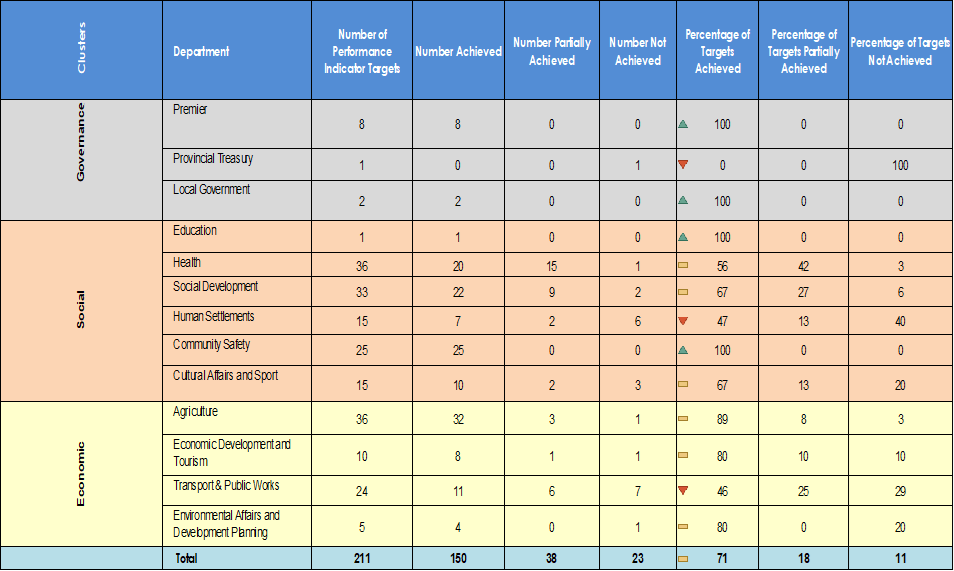 Clusters Department Number of Performance Indicator Targets Number Achieved Number Partially Achieved Number Not Achieved Percentage of Targets Achieved Percentage of Targets Partially Achieved Percentage of Targets Not Achieved
Governance
Premier 8 8 0 0 100 0 0
Provincial Treasury 1 0 0 1 0 0 100
Local Government 2 2 0 0 100 0 0
Social
Education 1 1 0 0 100 0 0
Health 36 20 15 1 56 42 3
Social Development 33 22 9 2 67 27 6
Human Settlements 15 7 2 6 47 13 40
Community Safety 25 25 0 0 100 0 0
Cultural Affairs and Sport 15 10 2 3 67 13 20
Economic
Agriculture 36 32 3 1 89 8 3
Economic Development and Tourism 10 8 1 1 80 10 10
Transport & Public Works 24 11 6 7 46 25 29
Environmental Affairs and Development Planning 5 4 0 1 80 0 20
Total 211 150 38 23 71 18 11